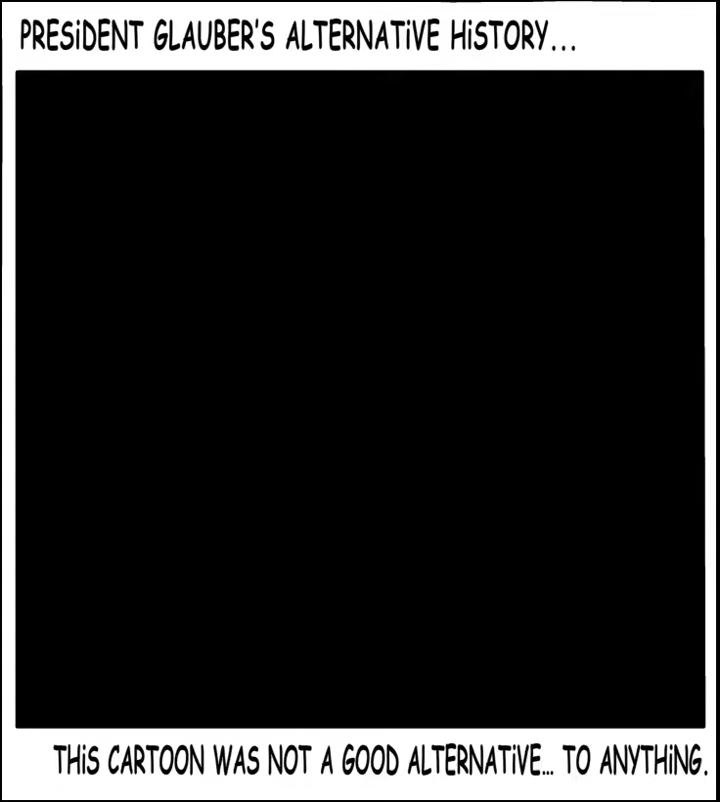 PRESiDENT GLAUBER'S ALTERNATiVE HiSTORY...
THiS CARTOON WAS NOT A GOOD ALTERNATiVE... TO ANYTHiNG.